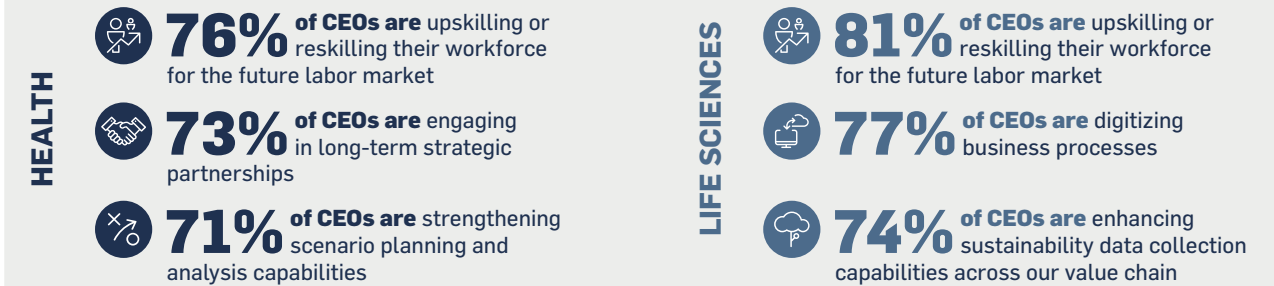 HEALTH
76% of CEOs are upskilling or
reskilling their workforce
for the future labor market
73% of CEOs are engaging
in long-term strategic
partnerships
71% of CEOs are strengthening
scenario planning and
analysis capabilities
LIFE SCIENCES
81% of CEOs are upskilling or
reskilling their workforce
for the future labor market
77% of CEOs are digitizing
business processes
74% of CEOs are enhancing
sustainability data collection
capabilities across our value chain